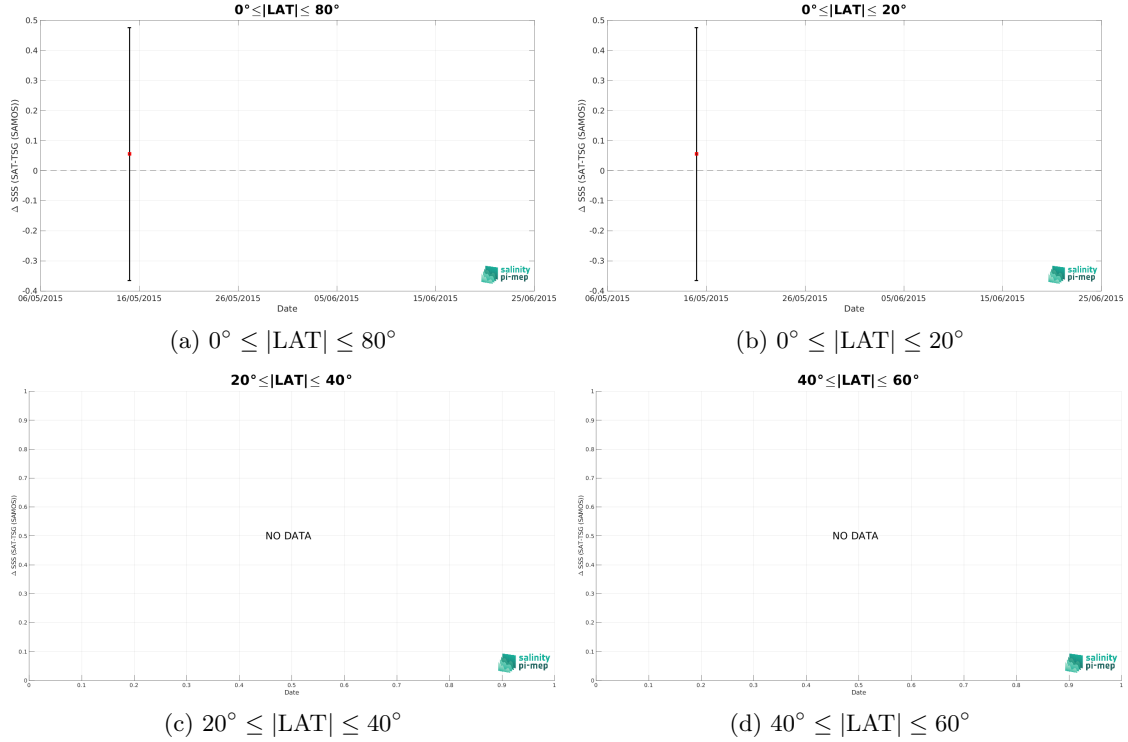 0°≤|LAT|≤ 80°
0.5
0.4
0.3
0.2
0.1
0
-0.1
-0.2
-0.3
-0.4
Δ SSS (SAT-TSG (SAMOS))
06/05/2015 16/05/2015 26/05/2015 05/06/2015 15/06/2015 25/06/2015
Date
salinity
pi-mep
(a) 0° ≤ |LAT| ≤ 80°
0°≤|LAT|≤ 20°
0.5
0.4
0.3
0.2
0.1
0
-0.1
-0.2
-0.3
-0.4
Δ SSS (SAT-TSG (SAMOS))
06/05/2015 16/05/2015 26/05/2015 05/06/2015 15/06/2015 25/06/2015
Date
salinity
pi-mep
(b) 0° ≤ |LAT| ≤ 20°
20°≤|LAT|≤ 40°
1
0.9
0.8
0.7
0.6
0.5
0.4
0.3
0.2
0.1
0
Δ SSS (SAT-TSG (SAMOS))
NO DATA
0 0.1 0.2 0.3 0.4 0.5 0.6 0.7 0.8 0.9 1
Date
salinity
pi-mep
(c) 20° ≤ |LAT| ≤ 40°
40°≤|LAT|≤ 60°
1
0.9
0.8
0.7
0.6
0.5
0.4
0.3
0.2
0.1
0
Δ SSS (SAT-TSG (SAMOS))
NO DATA
0 0.1 0.2 0.3 0.4 0.5 0.6 0.7 0.8 0.9 1
Date
salinity
pi-mep
(d) 40° ≤ |LAT| ≤ 60°